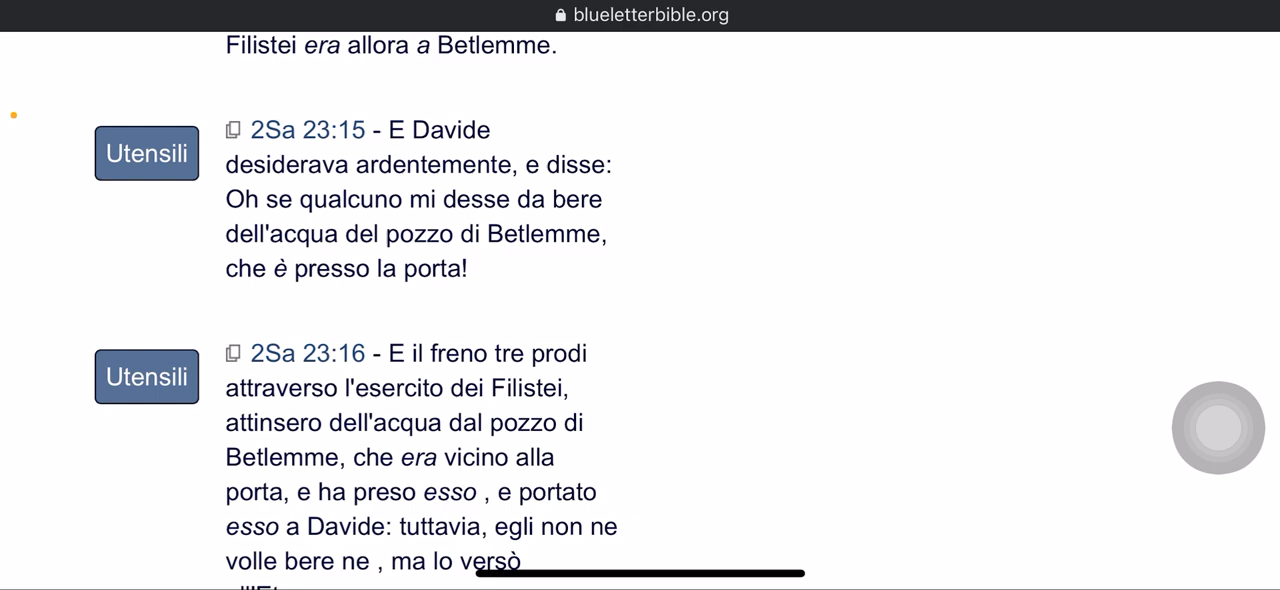 blueletterbible.org
Filistei era allora a Betlemme.
Utensili
2Sa 23:15 - E Davide
desiderava ardentemente, e disse:
Oh se qualcuno mi desse da bere
dell'acqua del pozzo di Betlemme,
che è presso la porta!
Utensili
2Sa 23:16 - E il freno tre prodi
attraverso l'esercito dei Filistei,
attinsero dell'acqua dal pozzo di
Betlemme, che era vicino alla
porta, e ha preso esso , e portato
esso a Davide: tuttavia, egli non ne
volle bere ne , ma lo versò